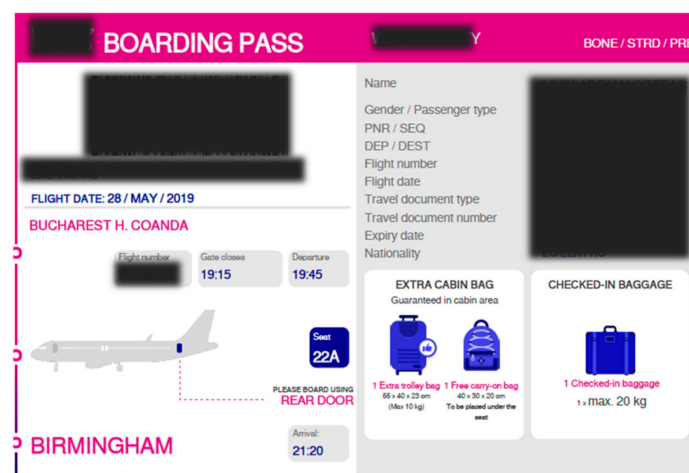 BOARDING PASS
Y
BONE / STRD / PRE
Name
Gender / Passenger type
PNR / SEQ
DEP / DEST
Flight number
Flight date
Travel document type
Travel document number
Expiry date
Nationality
FLIGHT DATE: 28 / MAY / 2019
BUCHAREST H. COANDA
Flight number
Gate closes
19:15
Departure
19:45
Seat
22A
PLEASE BOARD USING
REAR DOOR
BIRMINGHAM
Arrival:
21:20
EXTRA CABIN BAG
Guaranteed in cabin area
1 Extra trolley bag
55 x 40 x 23 cm
(Max 10 kg)
1 Free carry-on bag
40 x 30 x 20 cm
To be placed under the
seat
CHECKED-IN BAGGAGE
1 Checked-in baggage
1 x max. 20 kg